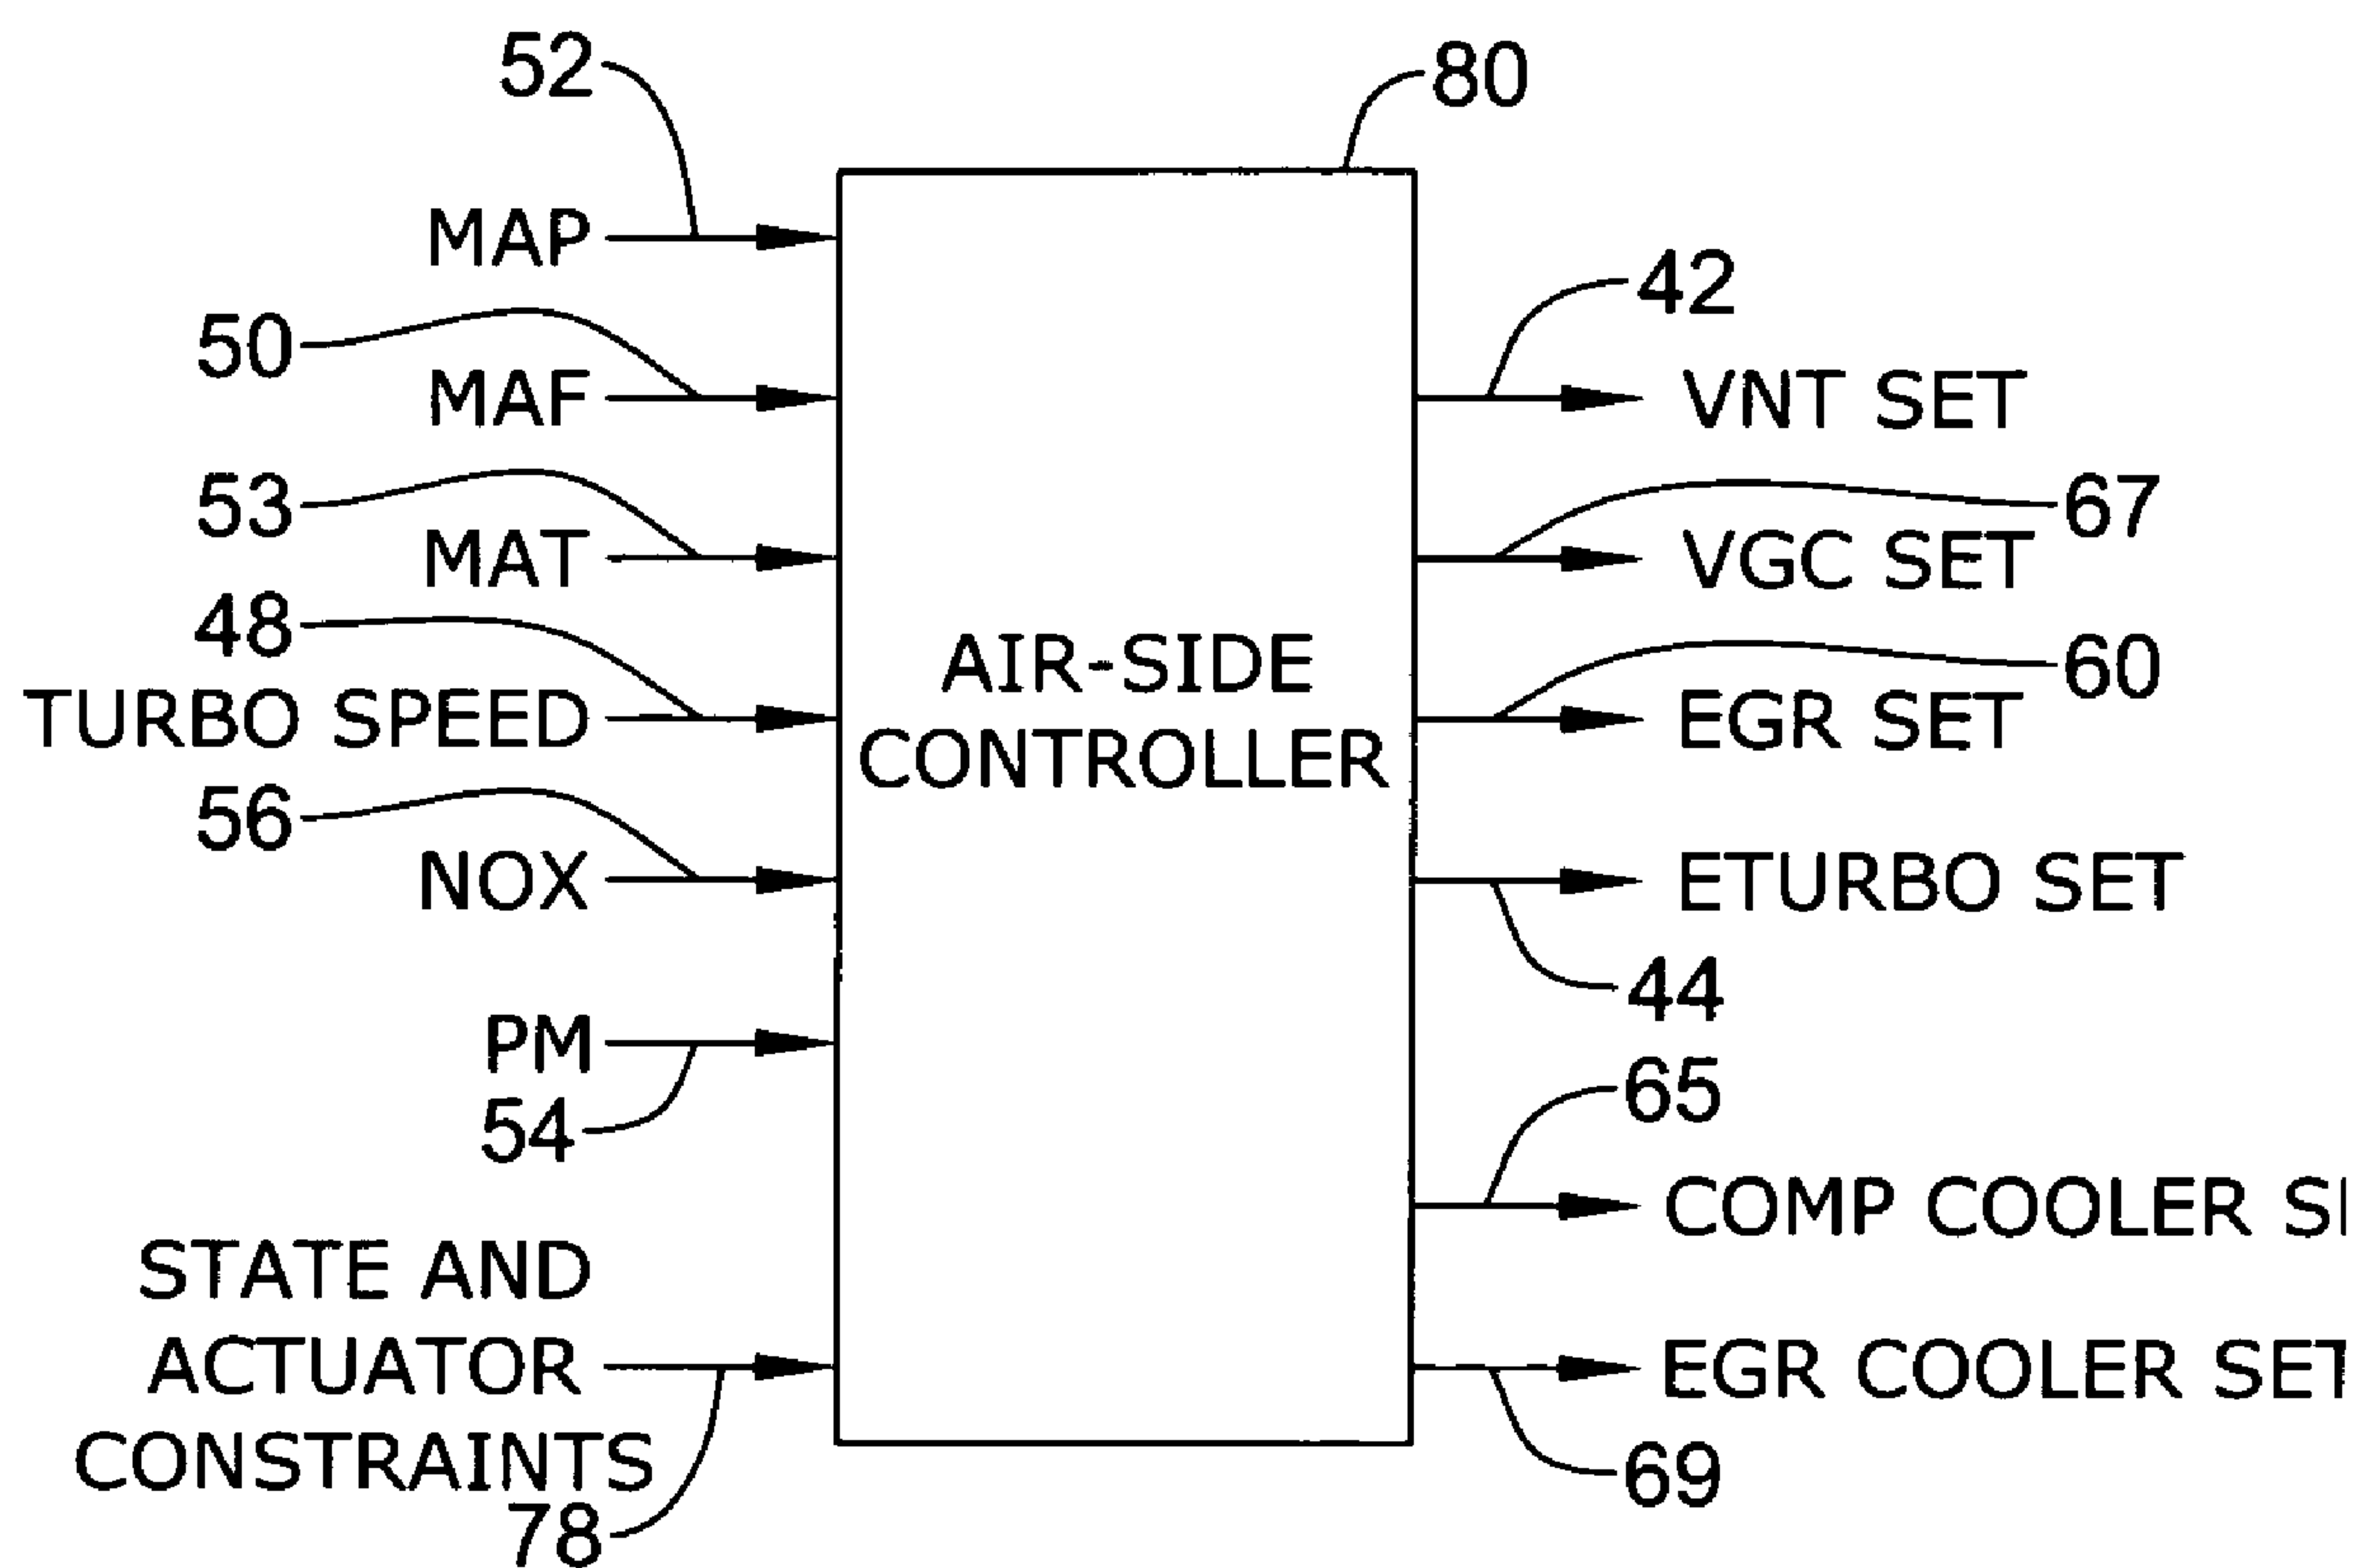 52
80
MAP
42
50
MAF
VNT SET
53
67
MAT
VGC SET
48
60
AIR-SIDE
CONTROLLER
TURBO SPEED
EGR SET
56
NOX
ETURBO SET
44
PM
54
65
COMP COOLER
STATE AND
ACTUATOR
CONSTRAINTS
EGR COOLER SET
69
78